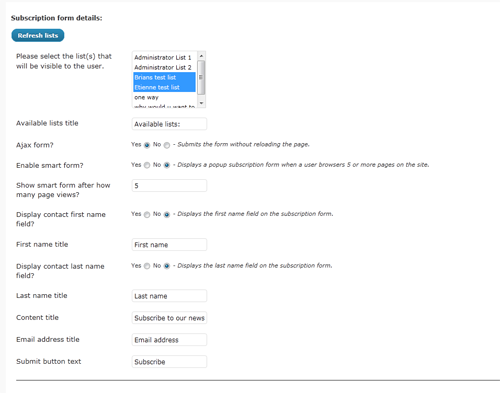 Subscription form details:
Refresh lists
Please select the list(s) that
will be visible to the user.
Administrator List 1
Administrator List 2
Brians test list
Etienne test list
one way
why would u want to
Available lists title
Available lists:
Ajax form?
Yes No - Submits the form without reloading the page.
Enable smart form?
Yes No - Displays a popup subscription form when a user browsers 5 or more pages on the site.
Show smart form after how
many page views?
5
Display contact first name
field?
Yes No - Displays the first name field on the subscription form.
First name title
First name
Display contact last name
field?
Yes No - Displays the last name field on the subscription form.
Last name title
Last name
Content title
Subscribe to our news
Email address title
Email address
Submit button text
Subscribe